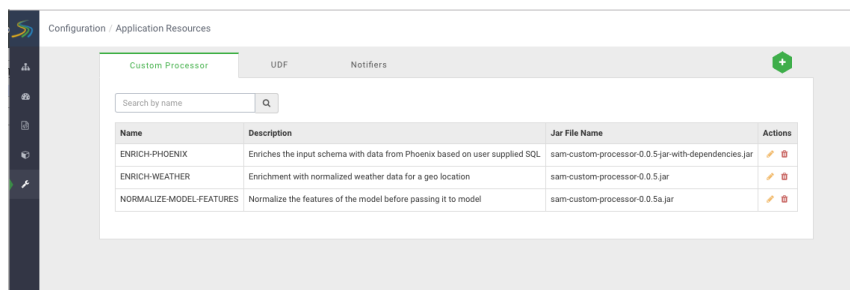 Configuration / Application Resources
Custom Processor UDF Notifiers
Search by name
Name Description Jar File Name Actions
ENRICH-PHOENIX Enriches the input schema with data from Phoenix based on user supplied SQL sam-custom-processor-0.0.5-jar-with-dependencies.jar
ENRICH-WEATHER Enrichment with normalized weather data for a geo location sam-custom-processor-0.0.5.jar
NORMALIZE-MODEL-FEATURES Normalize the features of the model before passing it to model sam-custom-processor-0.0.5a.jar